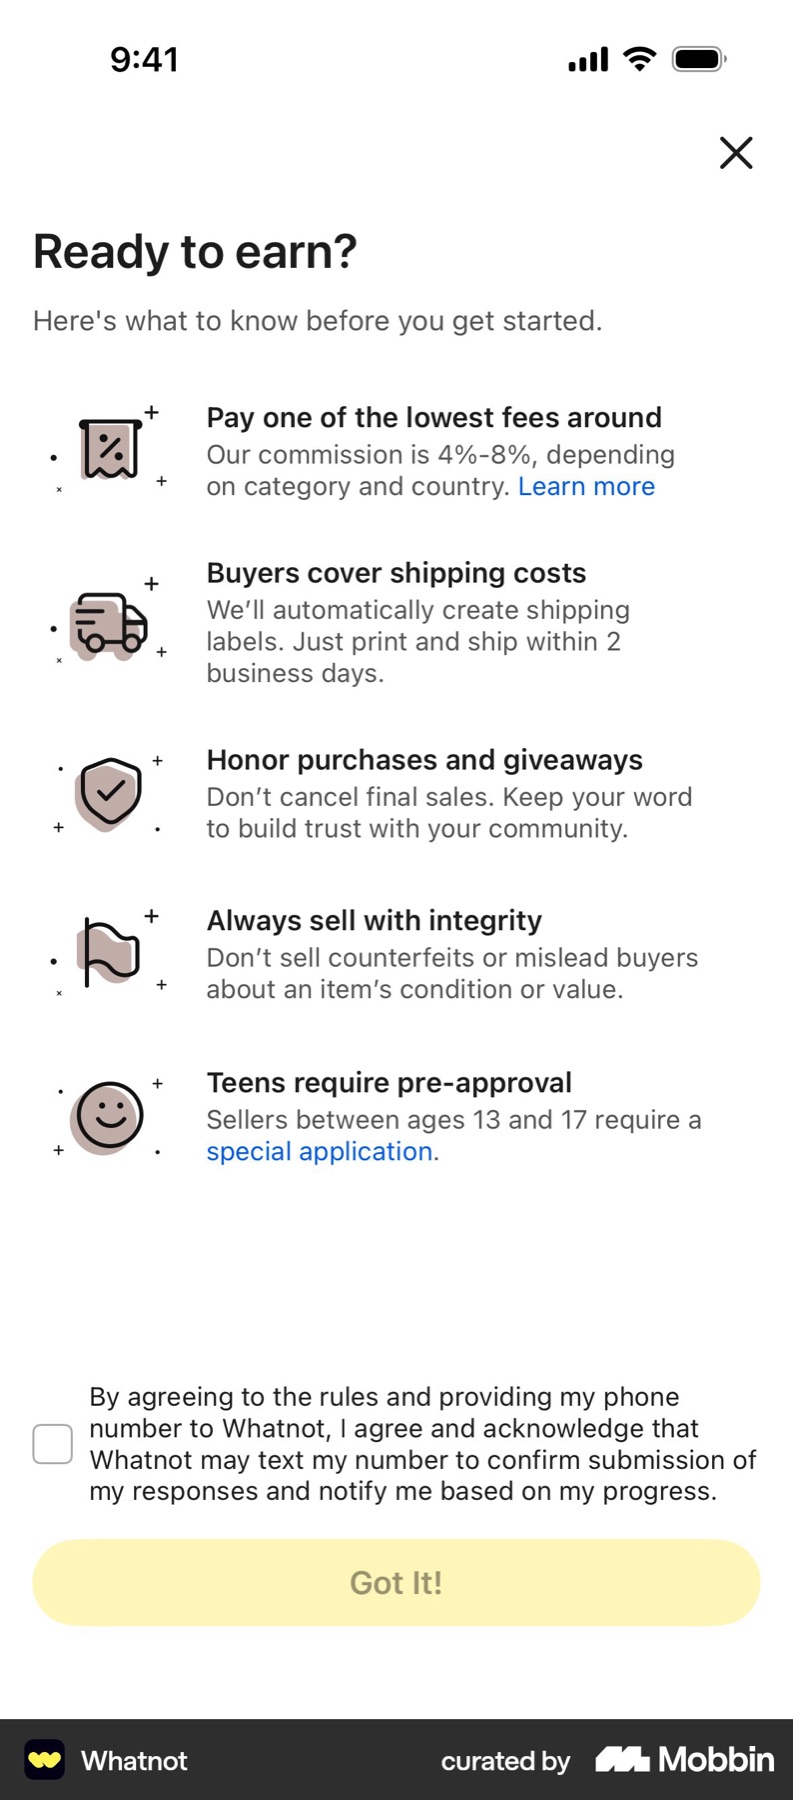 9:41
Ready to earn?
Here's what to know before you get started.
Pay one of the lowest fees around
Our commission is 4%-8%, depending
on category and country. Learn more
Buyers cover shipping costs
We’ll automatically create shipping
labels. Just print and ship within 2
business days.
Honor purchases and giveaways
Don’t cancel final sales. Keep your word
to build trust with your community.
Always sell with integrity
Don’t sell counterfeits or mislead buyers
about an item’s condition or value.
Teens require pre-approval
Sellers between ages 13 and 17 require a
special application.
By agreeing to the rules and providing my phone
number to Whatnot, I agree and acknowledge that
Whatnot may text my number to confirm submission of
my responses and notify me based on my progress.
Got It!
Whatnot curated by Mobbin